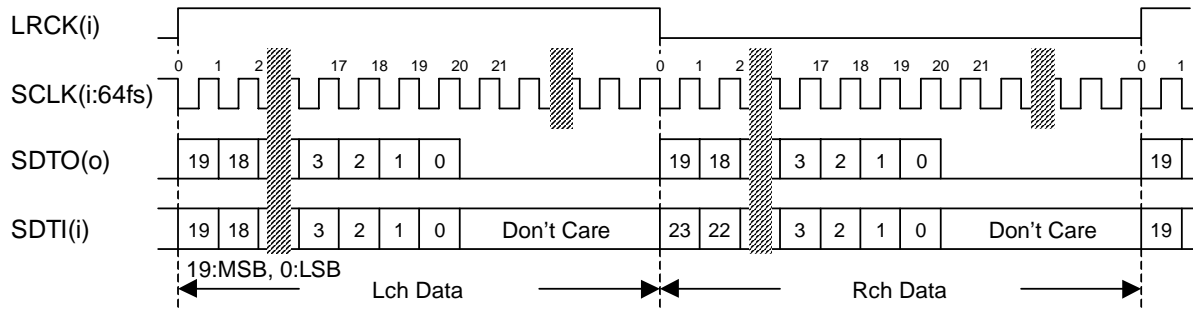 LRCK(i)
0 1 2 17 18 19 20 21 0 1 2 17 18 19 20 21 0 1
SCLK(i:64fs)
SDTO(o) 19 18 3 2 1 0 19 18 3 2 1 0 19
SDTI(i) 19 18 3 2 1 0 Don't Care 23 22 3 2 1 0 Don't Care 19
19:MSB, 0:LSB
Lch Data Rch Data